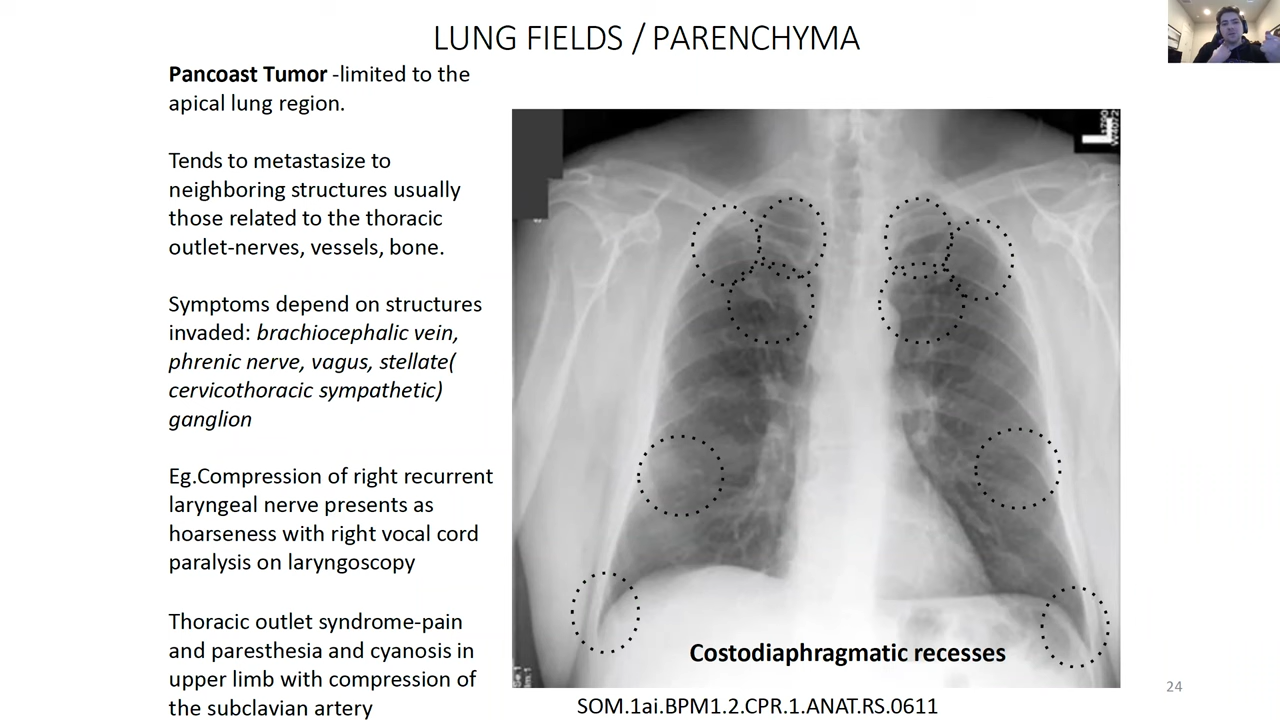 LUNG FIELDS / PARENCHYMA
Pancoast Tumor -limited to the
apical lung region.
Tends to metastasize to
neighboring structures usually
those related to the thoracic
outlet-nerves, vessels, bone.
Symptoms depend on structures
invaded: brachiocephalic vein,
phrenic nerve, vagus, stellate(
cervicothoracic sympathetic)
ganglion
Eg.Compression of right recurrent
laryngeal nerve presents as
hoarseness with right vocal cord
paralysis on laryngoscopy
Thoracic outlet syndrome-pain
and paresthesia and cyanosis in
upper limb with compression of
the subclavian artery
L
Costodiaphragmatic recesses
SOM.1ai.BPM1.2.CPR.1.ANAT.RS.0611
24